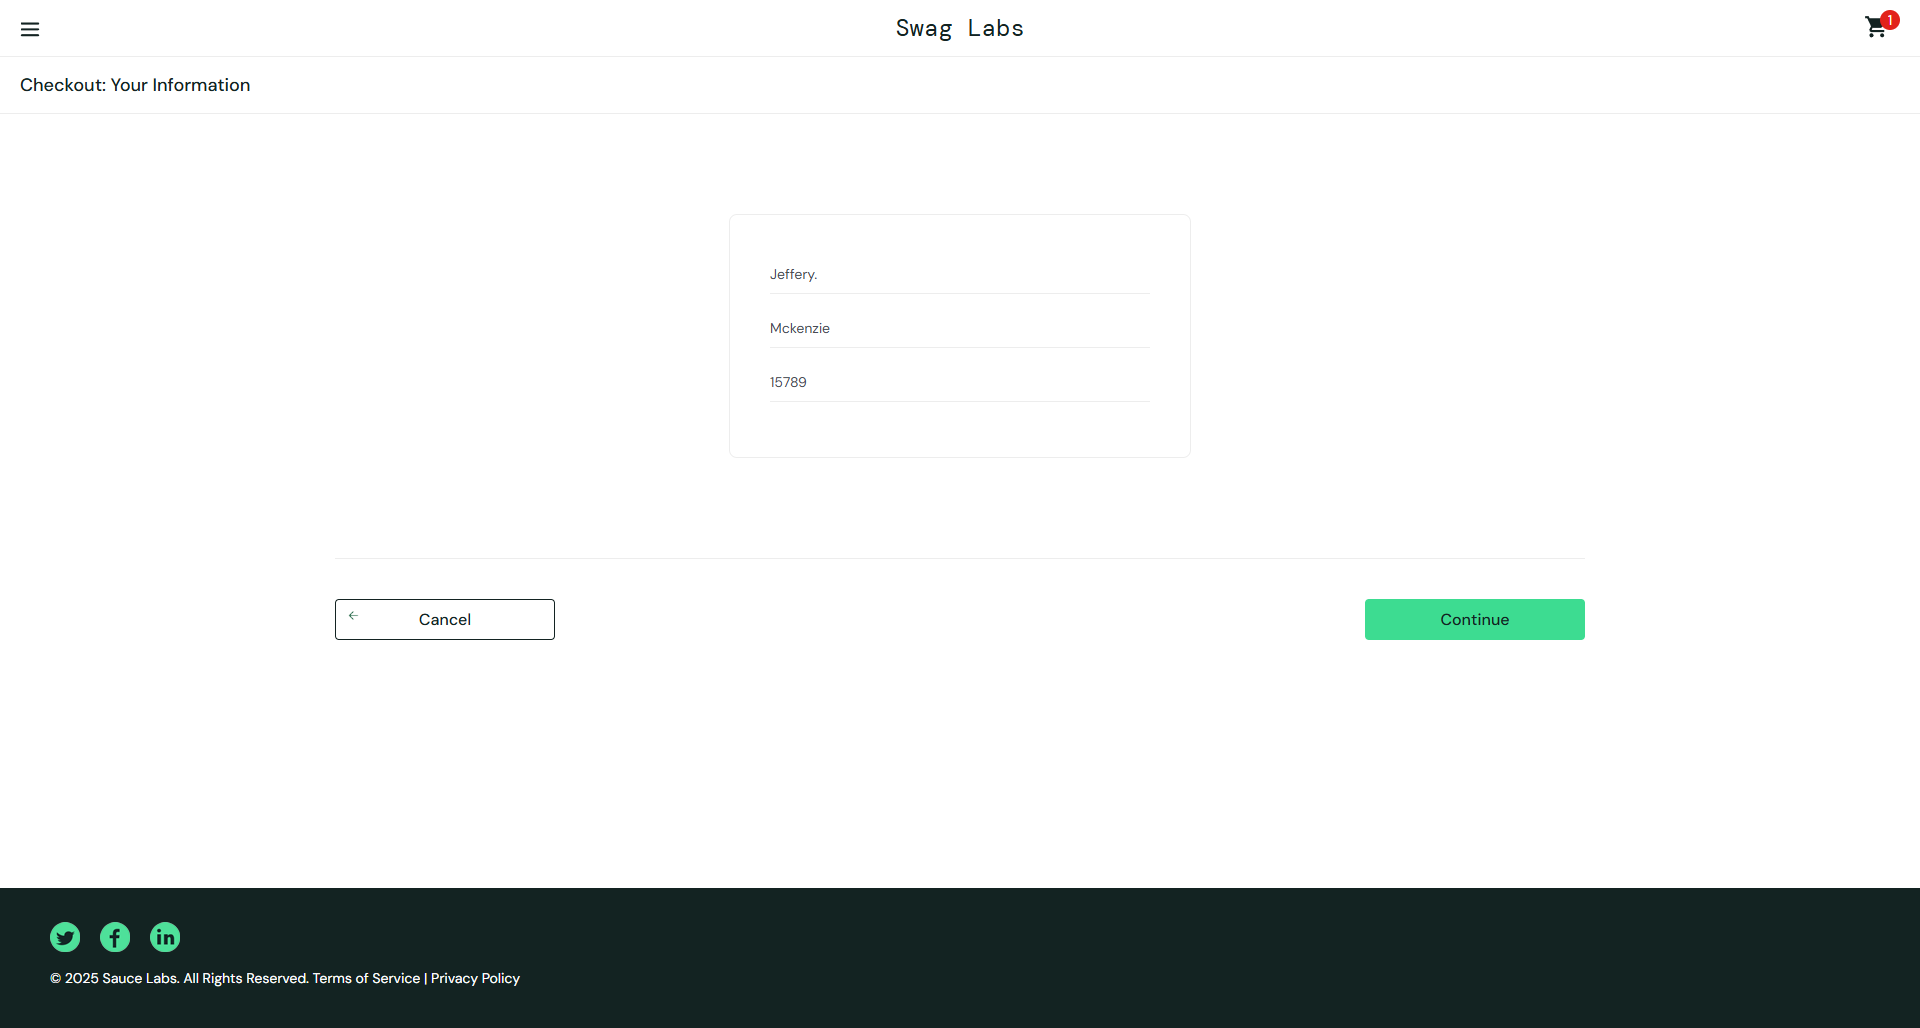 Swag Labs
1
Checkout: Your Information
Jeffery.
Mckenzie
15789
Cancel
Continue
© 2025 Sauce Labs. All Rights Reserved. Terms of Service | Privacy Policy